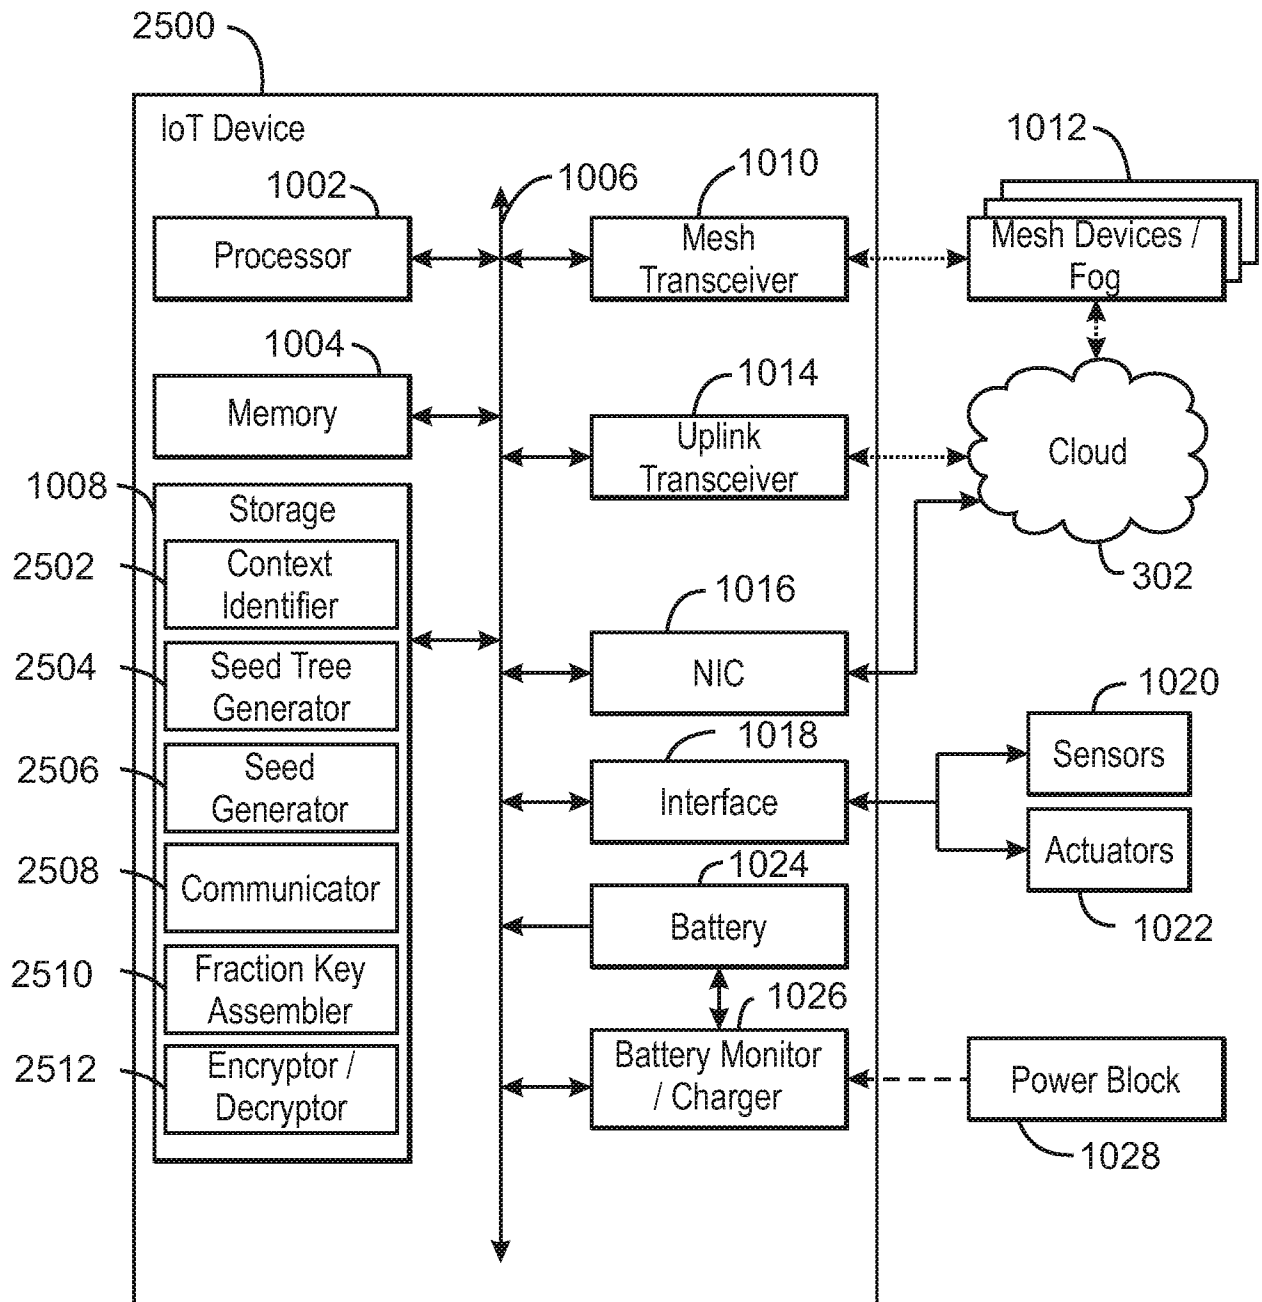 2500
IoT Device
1002
Processor
1004
Memory
1008
Storage
2502
Context
Identifier
2504
Seed Tree
Generator
2506
Seed
Generator
2508
Communicator
2510
Fraction Key
Assembler
2512
Encryptor /
Decryptor
1006
1010
Mesh
Transceiver
1014
Uplink
Transceiver
1016
NIC
1018
Interface
1024
Battery
1026
Battery Monitor
/ Charger
1012
Mesh Devices /
Fog
Cloud
302
1020
Sensors
Actuators
1022
Power Block
1028